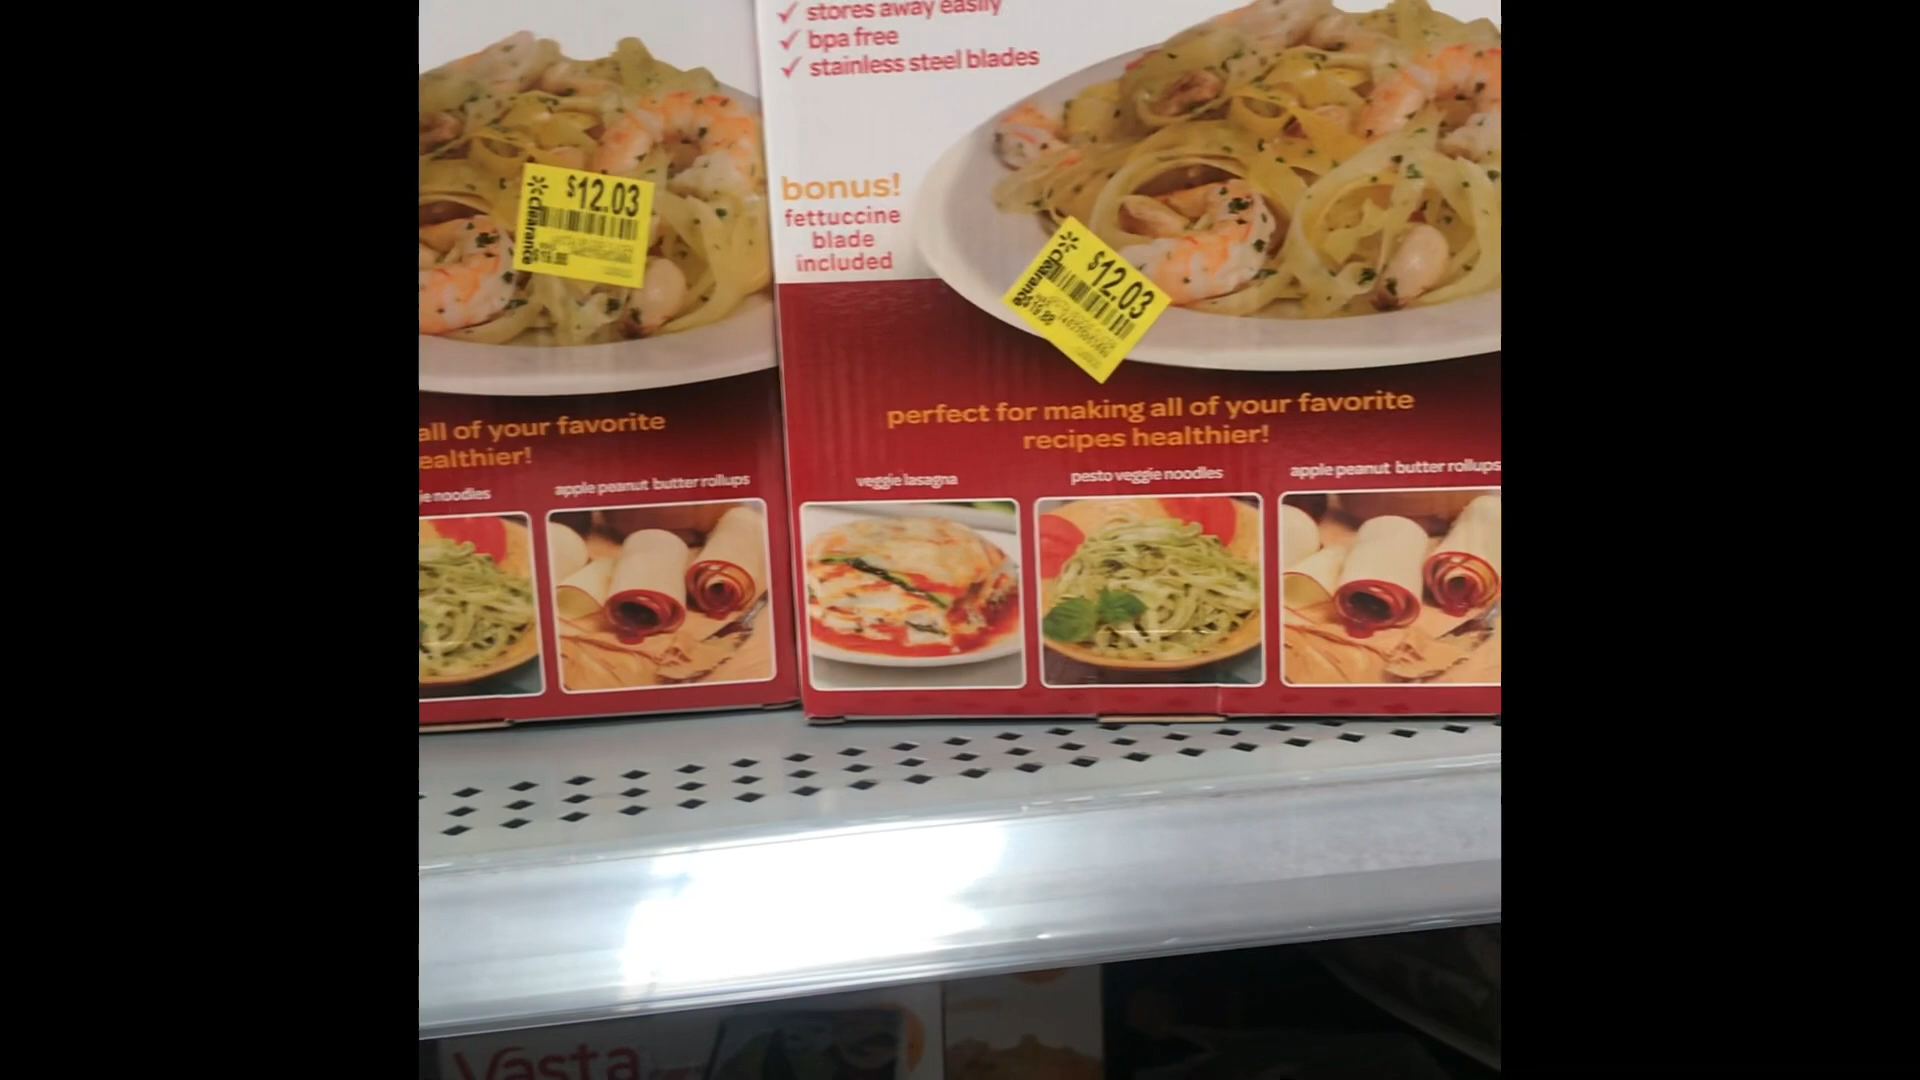 ✓ stores away easily
✓ bpa free
✓ stainless steel blades
bonus!
fettuccine
blade
included
$12.03
clearance
$12.03
clearance
all of your favorite
ealthier!
perfect for making all of your favorite
recipes healthier!
ie noodles
apple peanut butter rollups
veggie lasagna
pesto veggie noodles
apple peanut butter rollups
Vasta